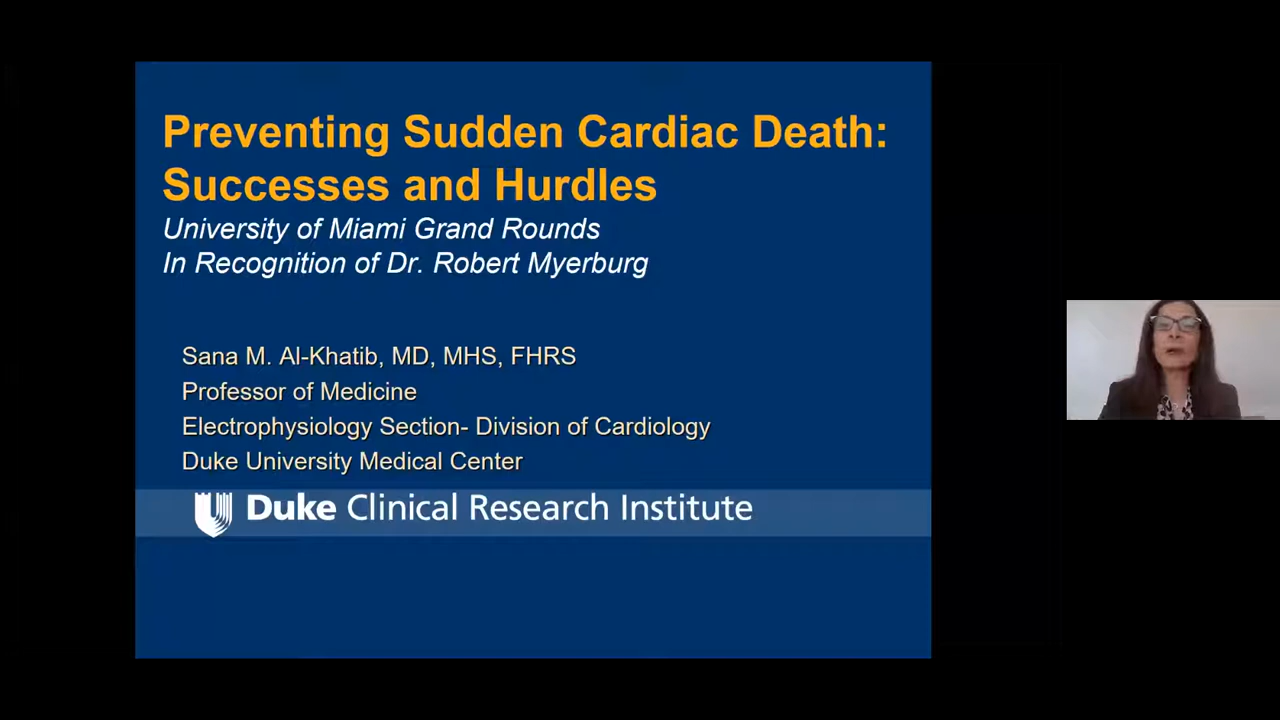 Preventing Sudden Cardiac Death:
Successes and Hurdles
University of Miami Grand Rounds
In Recognition of Dr. Robert Myerburg
Sana M. Al-Khatib, MD, MHS, FHRS
Professor of Medicine
Electrophysiology Section- Division of Cardiology
Duke University Medical Center
Duke Clinical Research Institute